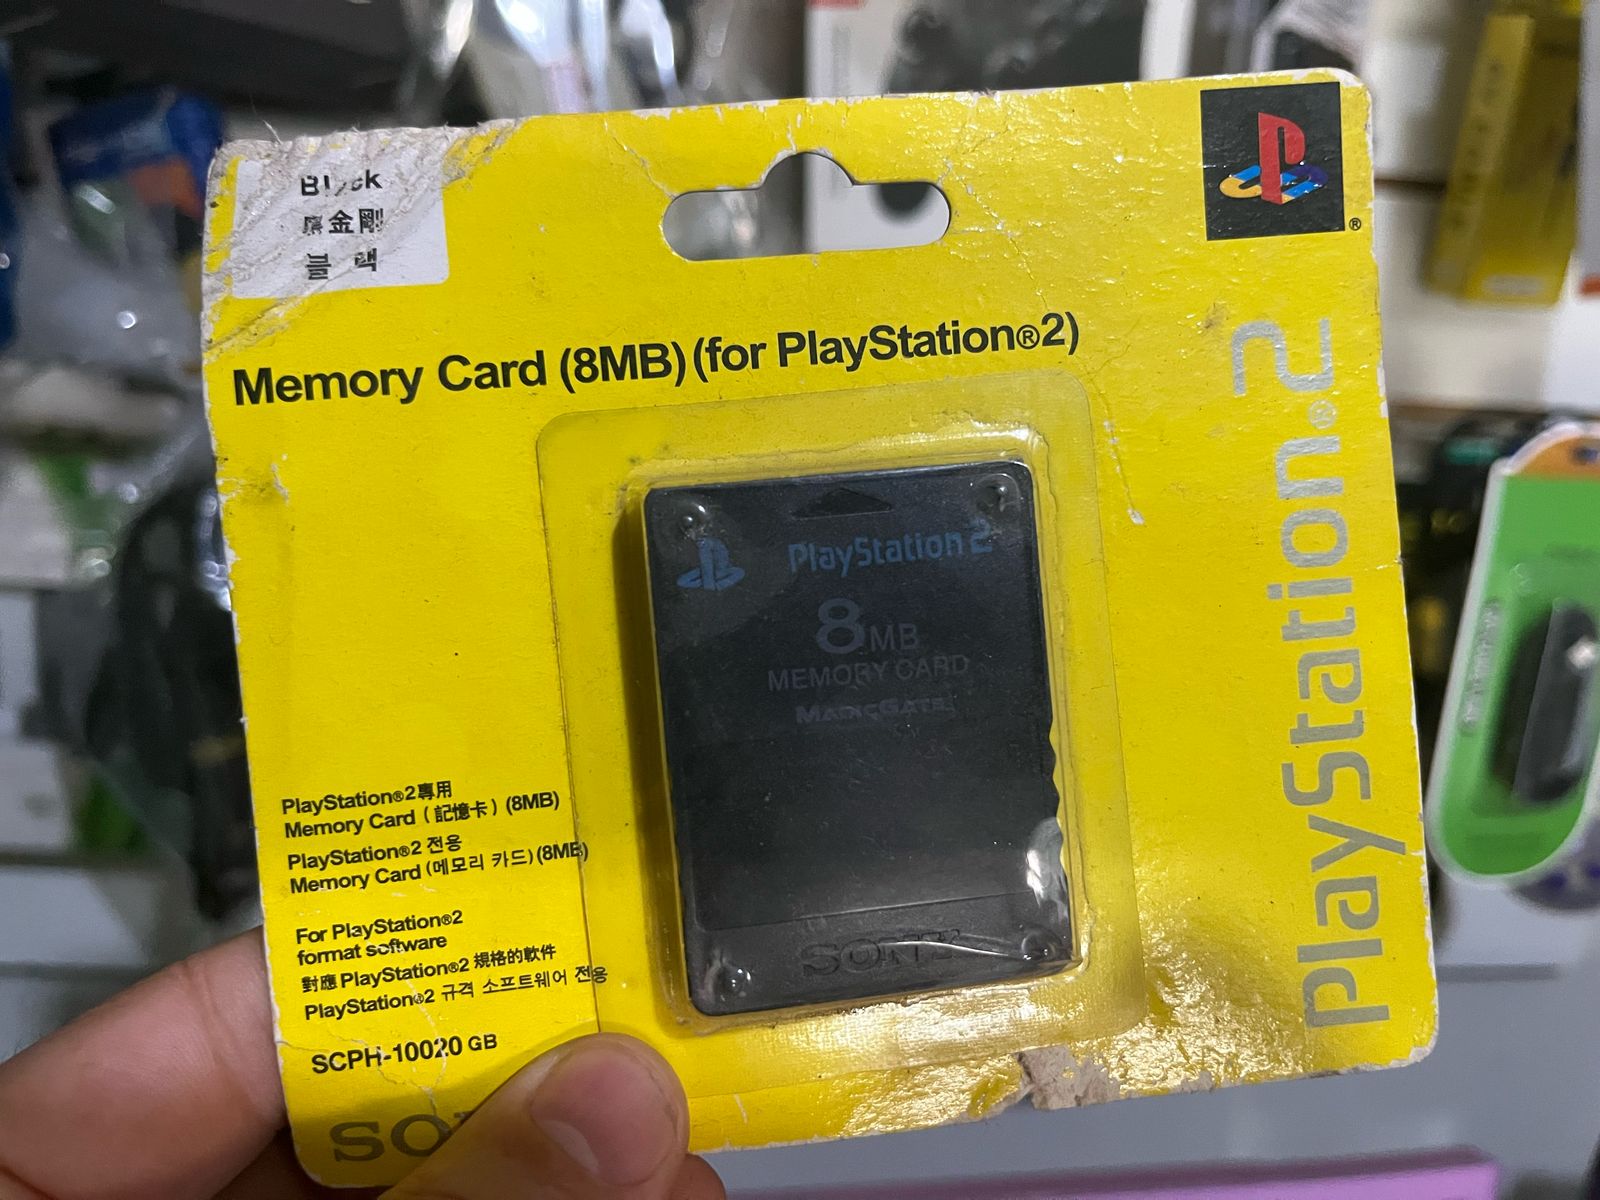 Black
黑金剛
블랙
Memory Card (8MB) (for PlayStation®2)
®
PlayStation®2
PlayStation 2
8MB
MEMORY CARD
MAGICGATE
SONY
PlayStation®2專用
Memory Card (記憶卡) (8MB)
PlayStation®2 전용
Memory Card (메모리 카드) (8MB)
For PlayStation®2
format software
對應 PlayStation®2 規格的軟件
PlayStation®2 규격 소프트웨어 전용
SCPH-10020 GB
SO